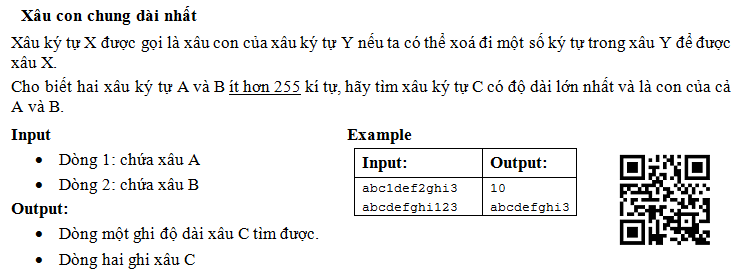 Xâu con chung dài nhất
Xâu ký tự X được gọi là xâu con của xâu ký tự Y nếu ta có thể xoá đi một số ký tự trong xâu Y để được
xâu X.
Cho biết hai xâu ký tự A và B ít hơn 255 kí tự, hãy tìm xâu ký tự C có độ dài lớn nhất và là con của cả
A và B.
Input
• Dòng 1: chứa xâu A
• Dòng 2: chứa xâu B
Output:
• Dòng một ghi độ dài xâu C tìm được.
• Dòng hai ghi xâu C
Example
Input: Output:
abc1def2ghi3 10
abcdefghi123 abcdefghi3